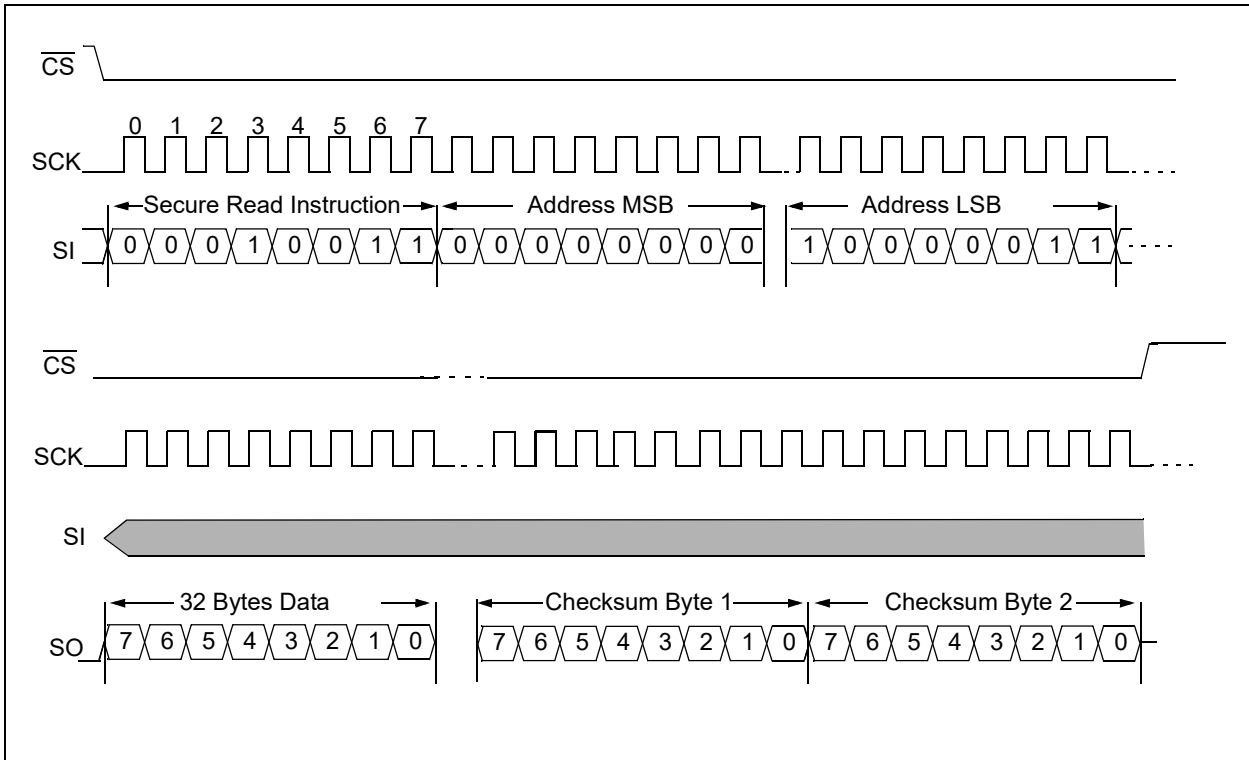 CS
0 1 2 3 4 5 6 7
SCK
Secure Read Instruction Address MSB Address LSB
SI 0 0 0 1 0 0 1 1 0 0 0 0 0 0 0 0 1 0 0 0 0 0 1 1
CS
SCK
SI
32 Bytes Data Checksum Byte 1 Checksum Byte 2
SO 7 6 5 4 3 2 1 0 7 6 5 4 3 2 1 0 7 6 5 4 3 2 1 0